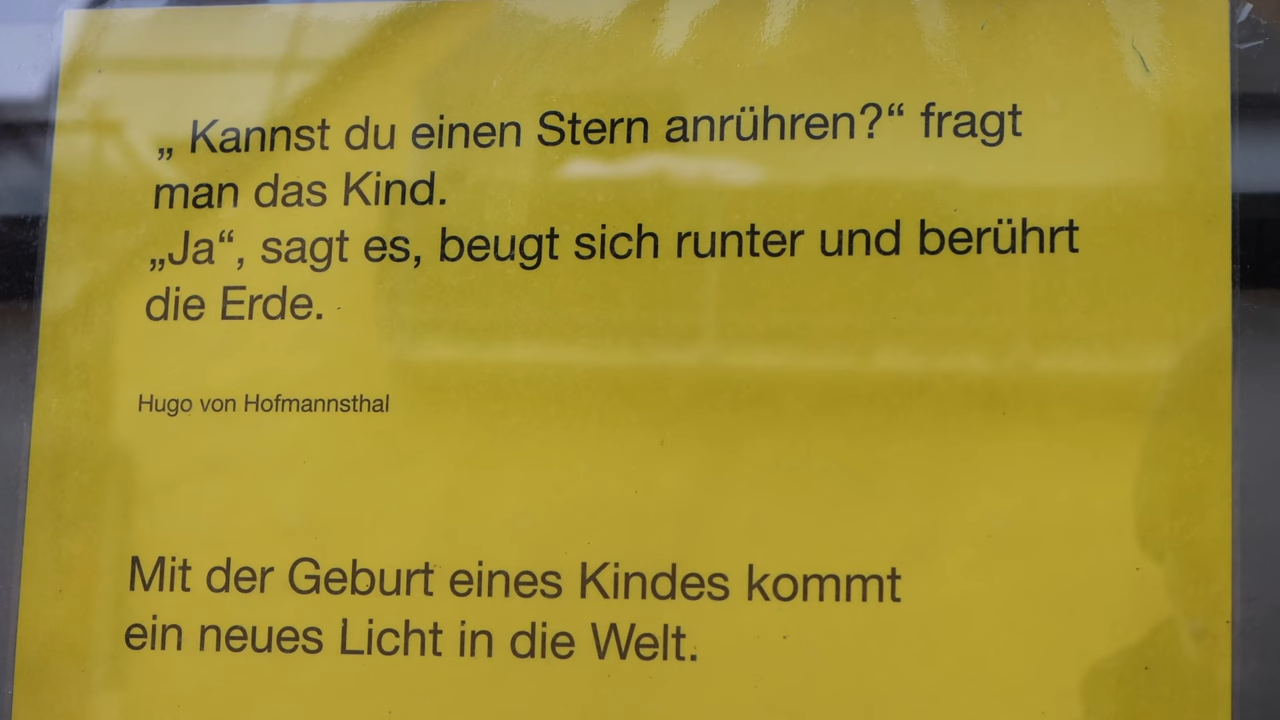 „ Kannst du einen Stern anrühren?“ fragt
man das Kind.
„Ja“, sagt es, beugt sich runter und berührt
die Erde.
Hugo von Hofmannsthal
Mit der Geburt eines Kindes kommt
ein neues Licht in die Welt.